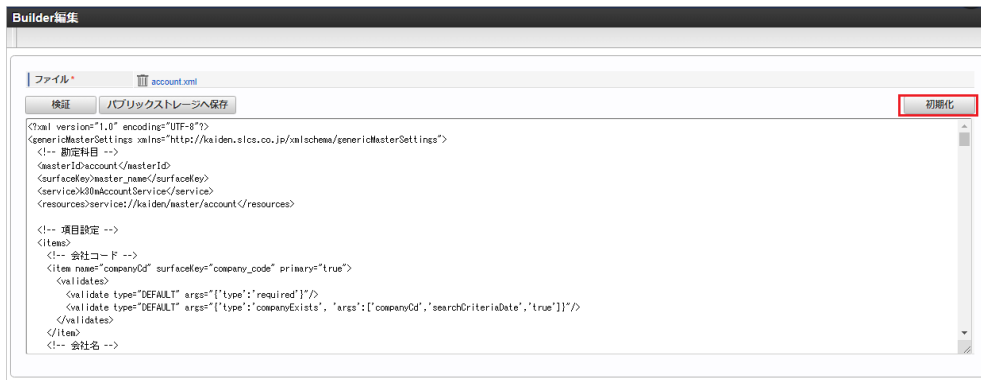 Builder編集
ファイル* account.xml
検証 パブリックストレージへ保存 初期化
<?xml version="1.0" encoding="UTF-8"?>
<genericMasterSettings xmlns="http://kaiden.slcs.co.jp/xmlschema/genericMasterSettings">
<!-- 勘定科目 -->
<masterId>account</masterId>
<surfaceKey>master_name</surfaceKey>
<service>k30mAccountService</service>
<resources>service://kaiden/master/account</resources>
<!-- 項目設定 -->
<items>
<!-- 会社コード -->
<item name="companyCd" surfaceKey="company_code" primary="true">
<validates>
<validate type="DEFAULT" args="{'type':'required'}"/>
<validate type="DEFAULT" args="{'type':'companyExists', 'args':['companyCd','searchCriteriaDate','true']}"/>
</validates>
</item>
<!-- 会社名 -->